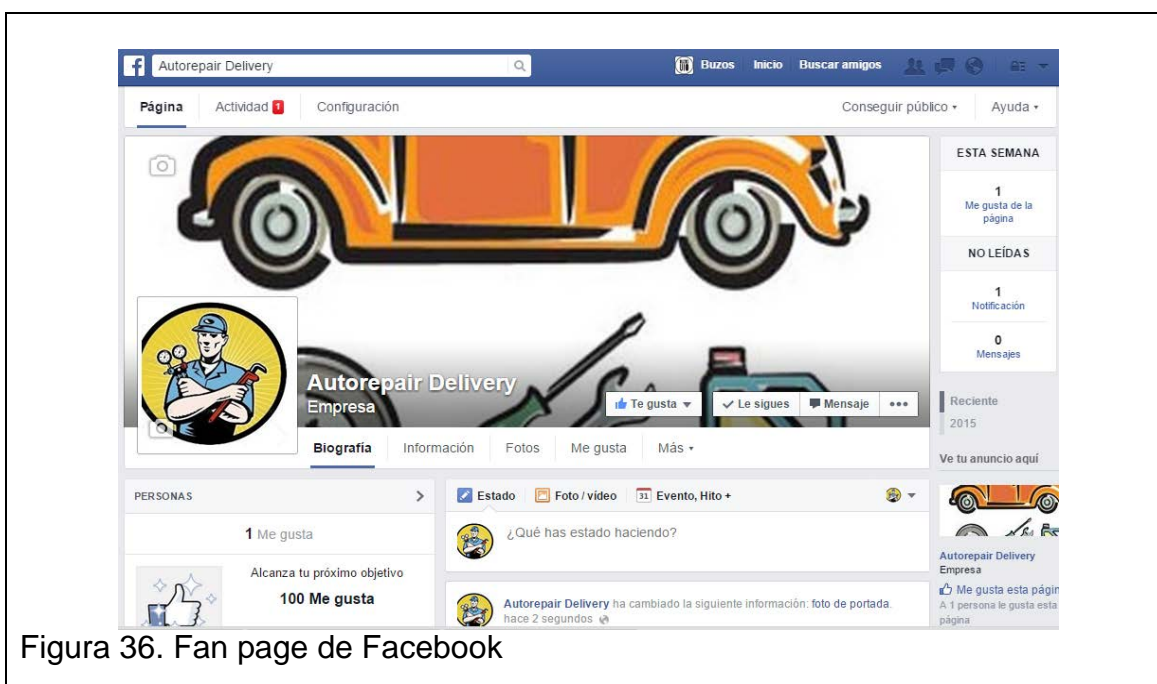 Autorepair Delivery
Buzos Inicio Buscar amigos
Página Actividad 1 Configuración
Conseguir público Ayuda
ESTA SEMANA
1
Me gusta de la
página
NO LEÍDAS
1
Notificación
0
Mensajes
Autorepair Delivery
Empresa
Te gusta Le sigues Mensaje
Biografía Información Fotos Me gusta Más
Reciente
2015
Ve tu anuncio aquí
PERSONAS
1 Me gusta
Alcanza tu próximo objetivo
100 Me gusta
Estado Foto / vídeo 31 Evento, Hito +
¿Qué has estado haciendo?
Autorepair Delivery ha cambiado la siguiente información: foto de portada.
hace 2 segundos
Autorepair Delivery
Empresa
Me gusta esta págin
A 1 persona le gusta esta
página
Figura 36. Fan page de Facebook